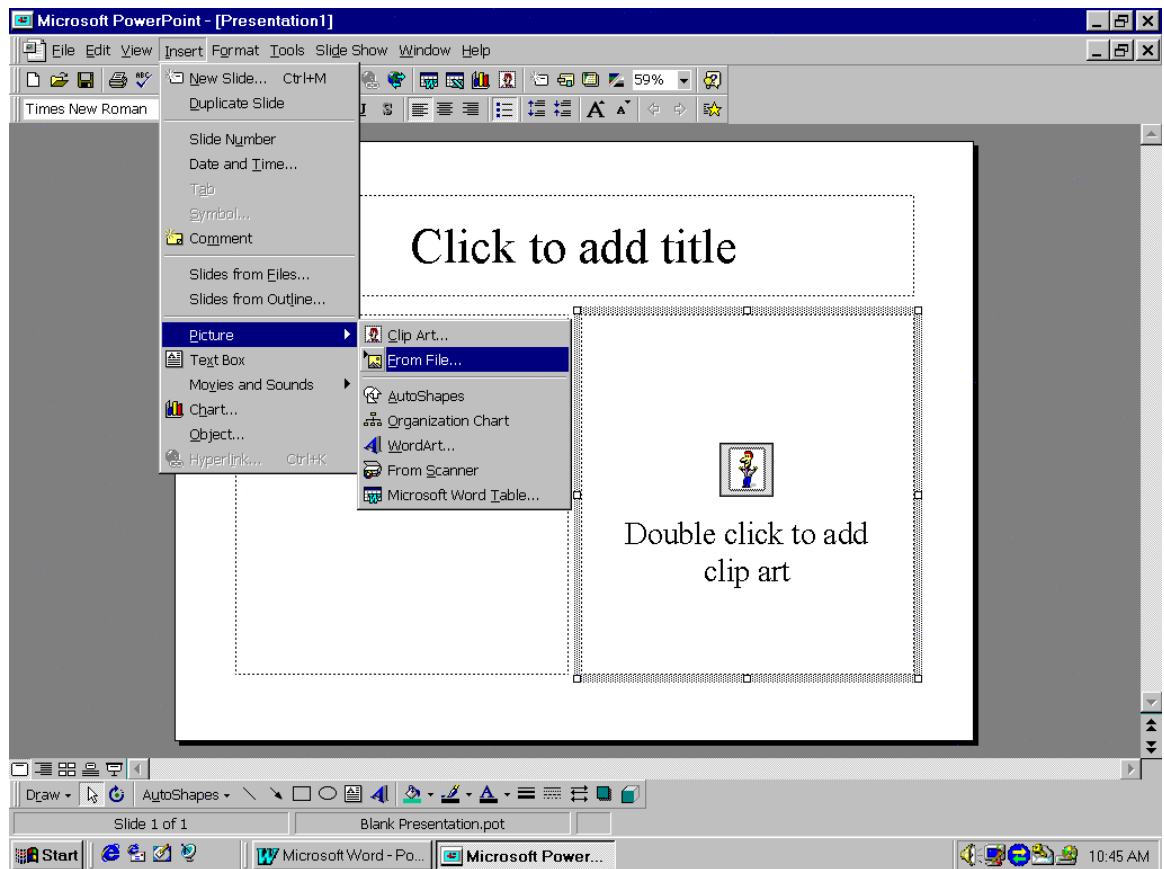 Microsoft PowerPoint - [Presentation1]
File Edit View Insert Format Tools Slide Show Window Help
59%
Times New Roman
New Slide... Ctrl+M
Duplicate Slide
Slide Number
Date and Time...
Tab
Symbol...
Comment
Slides from Files...
Slides from Outline...
Picture
Text Box
Movies and Sounds
Chart...
Object...
Hyperlink... Ctrl+K
Clip Art...
From File...
AutoShapes
Organization Chart
WordArt...
From Scanner
Microsoft Word Table...
Click to add title
Double click to add
clip art
Draw AutoShapes
Slide 1 of 1 Blank Presentation.pot
Start Microsoft Word - Po... Microsoft Power... 10:45 AM